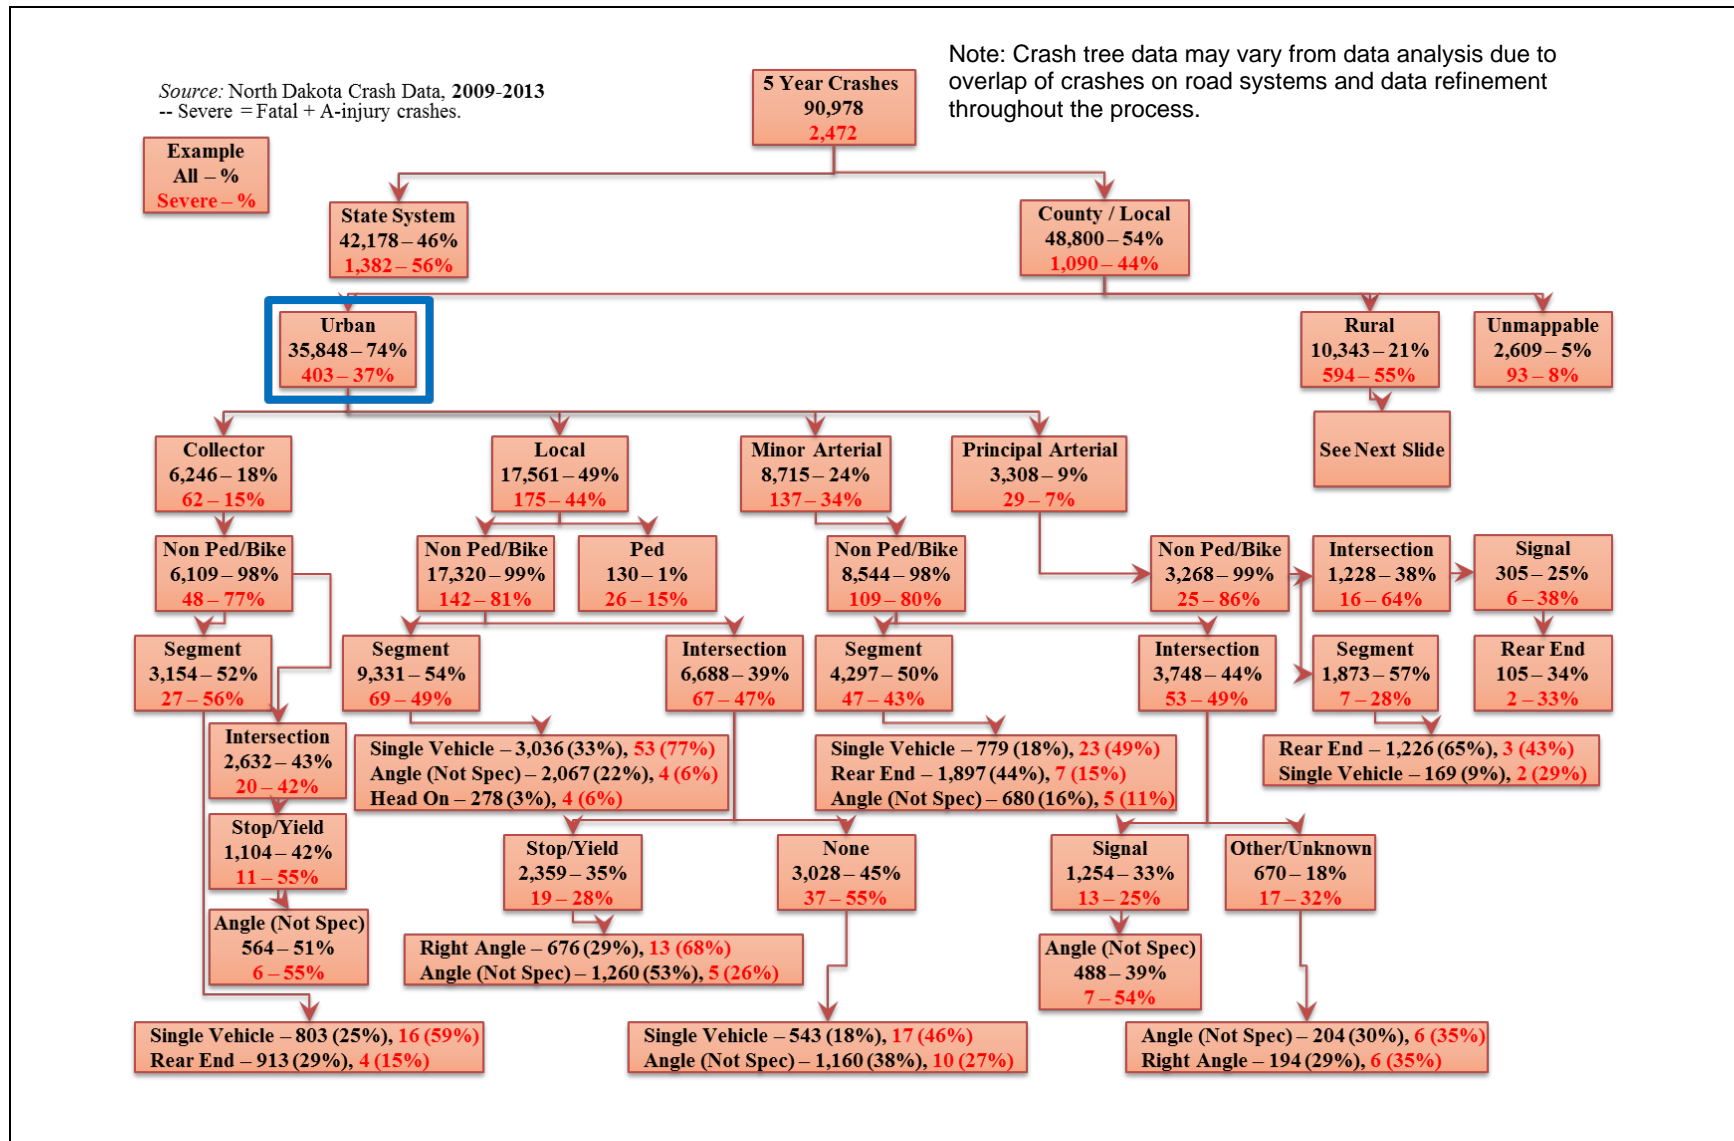 Note: Crash tree data may vary from data analysis due to
overlap of crashes on road systems and data refinement
throughout the process.
Source: North Dakota Crash Data, 2009-2013
-- Severe = Fatal + A-injury crashes.
5 Year Crashes
90,978
2,472
Example
All – %
Severe – %
State System
42,178 – 46%
1,382 – 56%
County / Local
48,800 – 54%
1,090 – 44%
Urban
35,848 – 74%
403 – 37%
Rural
10,343 – 21%
594 – 55%
Unmappable
2,609 – 5%
93 – 8%
Collector
6,246 – 18%
62 – 15%
Local
17,561 – 49%
175 – 44%
Minor Arterial
8,715 – 24%
137 – 34%
Principal Arterial
3,308 – 9%
29 – 7%
See Next Slide
Non Ped/Bike
6,109 – 98%
48 – 77%
Non Ped/Bike
17,320 – 99%
142 – 81%
Ped
130 – 1%
26 – 15%
Non Ped/Bike
8,544 – 98%
109 – 80%
Non Ped/Bike
3,268 – 99%
25 – 86%
Intersection
1,228 – 38%
16 – 64%
Signal
305 – 25%
6 – 38%
Segment
3,154 – 52%
27 – 56%
Segment
9,331 – 54%
69 – 49%
Intersection
6,688 – 39%
67 – 47%
Segment
4,297 – 50%
47 – 43%
Intersection
3,748 – 44%
53 – 49%
Segment
1,873 – 57%
7 – 28%
Rear End
105 – 34%
2 – 33%
Intersection
2,632 – 43%
20 – 42%
Single Vehicle – 3,036 (33%), 53 (77%)
Angle (Not Spec) – 2,067 (22%), 4 (6%)
Head On – 278 (3%), 4 (6%)
Single Vehicle – 779 (18%), 23 (49%)
Rear End – 1,897 (44%), 7 (15%)
Angle (Not Spec) – 680 (16%), 5 (11%)
Rear End – 1,226 (65%), 3 (43%)
Single Vehicle – 169 (9%), 2 (29%)
Stop/Yield
1,104 – 42%
11 – 55%
Stop/Yield
2,359 – 35%
19 – 28%
None
3,028 – 45%
37 – 55%
Signal
1,254 – 33%
13 – 25%
Other/Unknown
670 – 18%
17 – 32%
Angle (Not Spec)
564 – 51%
6 – 55%
Right Angle – 676 (29%), 13 (68%)
Angle (Not Spec) – 1,260 (53%), 5 (26%)
Angle (Not Spec)
488 – 39%
7 – 54%
Single Vehicle – 803 (25%), 16 (59%)
Rear End – 913 (29%), 4 (15%)
Single Vehicle – 543 (18%), 17 (46%)
Angle (Not Spec) – 1,160 (38%), 10 (27%)
Angle (Not Spec) – 204 (30%), 6 (35%)
Right Angle – 194 (29%), 6 (35%)